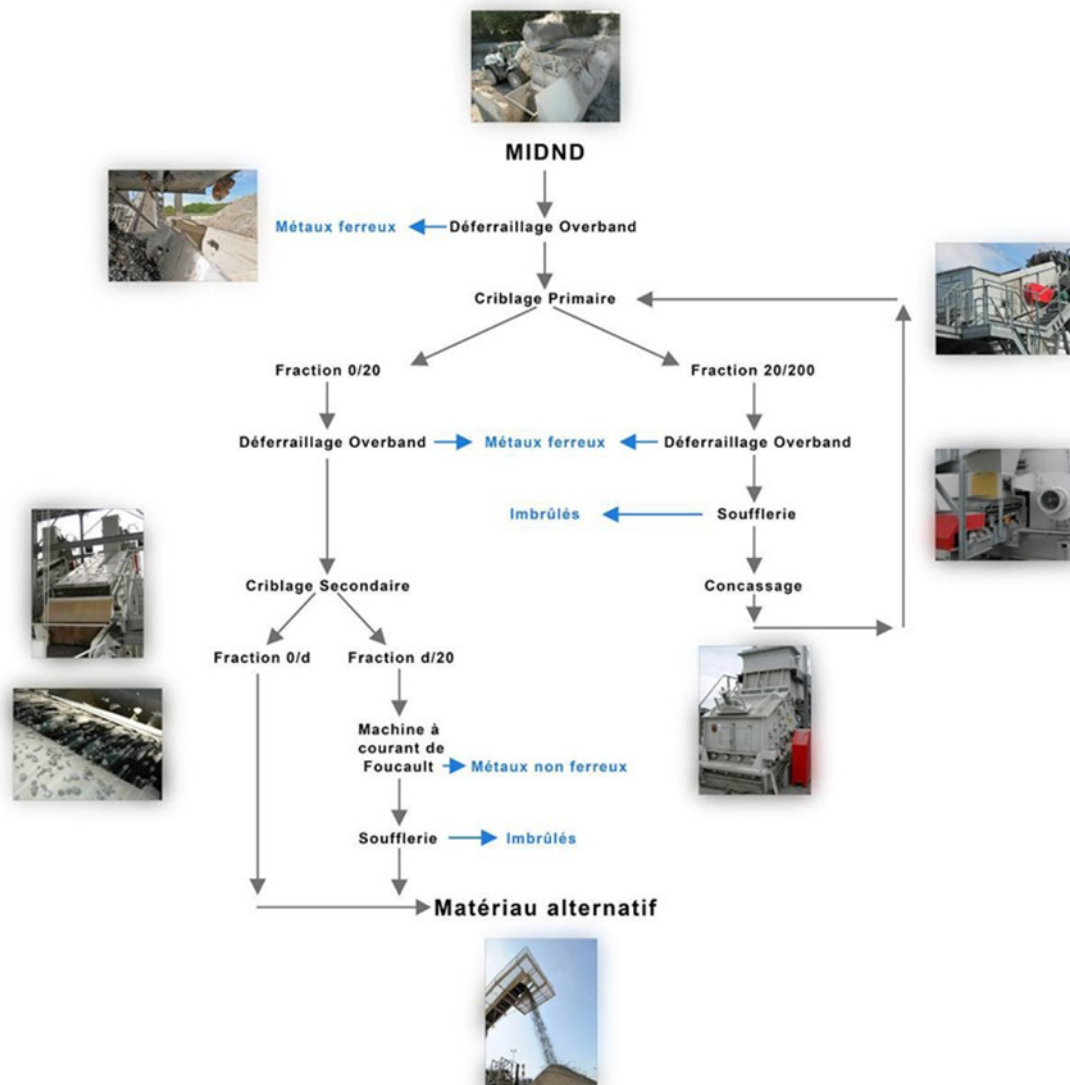 MIDND
Métaux ferreux
Déferraillage Overband
Criblage Primaire
Fraction 0/20
Fraction 20/200
Déferraillage Overband
Métaux ferreux
Déferraillage Overband
Imbrûlés
Soufflerie
Criblage Secondaire
Concassage
Fraction 0/d
Fraction d/20
Machine à
courant de
Foucault
Métaux non ferreux
Soufflerie
Imbrûlés
Matèriau alternatif